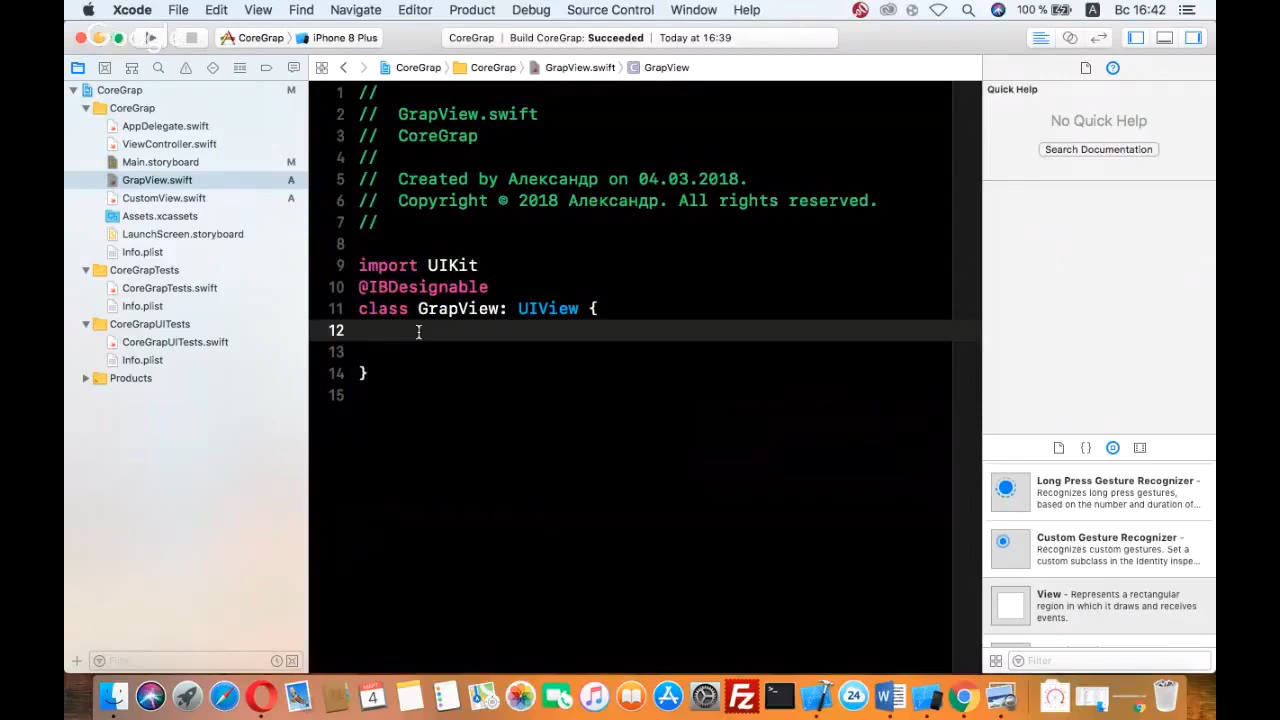 Xcode File Edit View Find Navigate Editor Product Debug Source Control Window Help 100 % A Вс 16:42
CoreGrap iPhone 8 Plus CoreGrap Build CoreGrap: Succeeded Today at 16:39
CoreGrap CoreGrap GrapView.swift GrapView
CoreGrap M
CoreGrap
AppDelegate.swift
ViewController.swift
Main.storyboard M
GrapView.swift A
CustomView.swift A
Assets.xcassets
LaunchScreen.storyboard
Info.plist
CoreGrapTests
CoreGrapTests.swift
Info.plist
CoreGrapUITests
CoreGrapUITests.swift
Info.plist
Products
Filter
1 //
2 // GrapView.swift
3 // CoreGrap
4 //
5 // Created by Александр on 04.03.2018.
6 // Copyright © 2018 Александр. All rights reserved.
7 //
8
9 import UIKit
10 @IBDesignable
11 class GrapView: UIView {
12
13
14 }
15
Quick Help
No Quick Help
Search Documentation
{ }
Long Press Gesture Recognizer -
Recognizes long press gestures,
based on the number and duration of...
Custom Gesture Recognizer -
Recognizes custom gestures. Set a
custom subclass in the identity inspe...
View - Represents a rectangular
region in which it draws and receives
events.
Filter
4 FZ 24 W